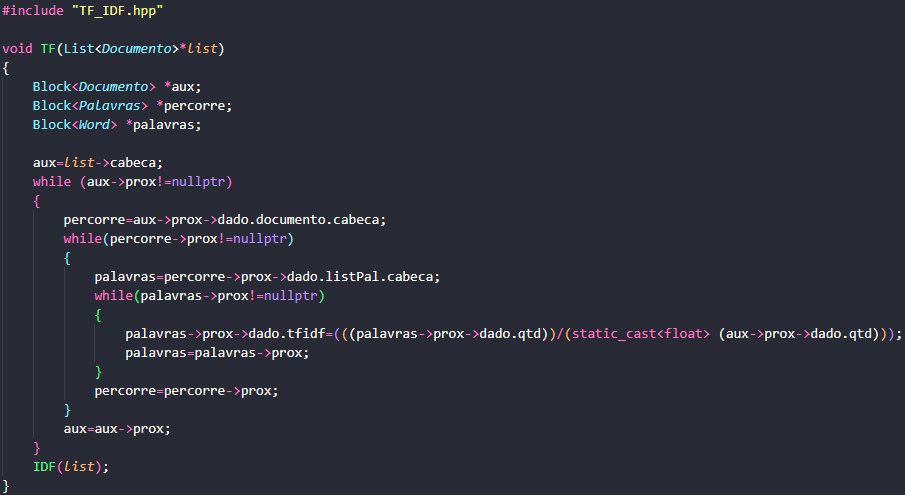 #include "TF_IDF.hpp"
void TF(List<Documento>*list)
{
Block<Documento> *aux;
Block<Palavras> *percorre;
Block<Word> *palavras;
aux=list->cabeca;
while (aux->prox!=nullptr)
{
percorre=aux->prox->dado.documento.cabeca;
while(percorre->prox!=nullptr)
{
palavras=percorre->prox->dado.listPal.cabeca;
while(palavras->prox!=nullptr)
{
palavras->prox->dado.tfidf=(((palavras->prox->dado.qtd))/(static_cast<float> (aux->prox->dado.qtd)));
palavras=palavras->prox;
}
percorre=percorre->prox;
}
aux=aux->prox;
}
IDF(list);
}